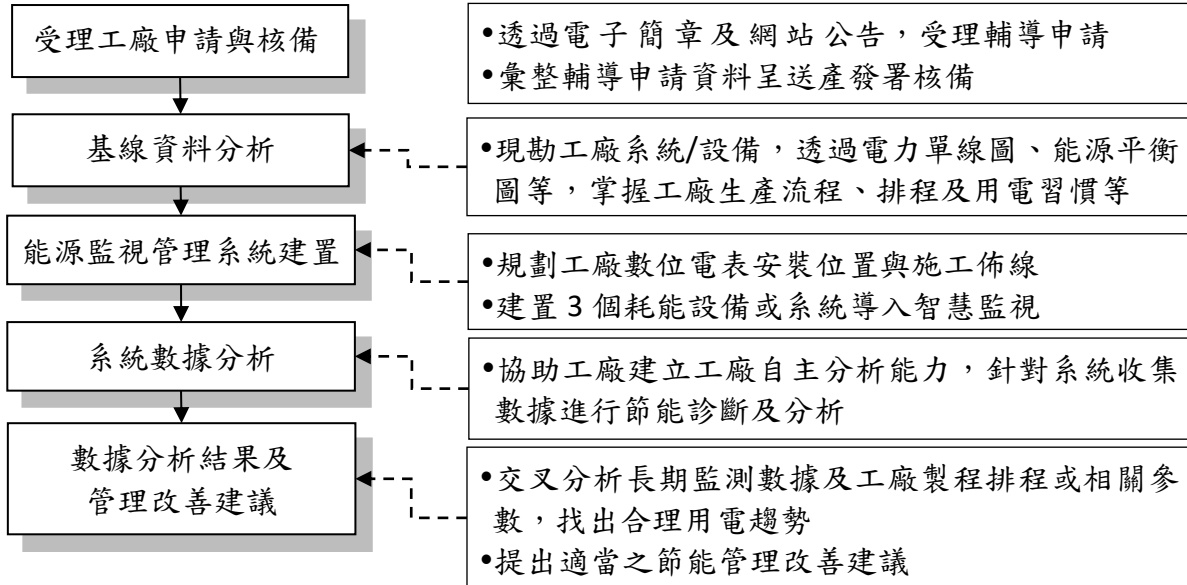 受理工廠申請與核備
•透過電子簡章及網站公告，受理輔導申請
•彙整輔導申請資料呈送產發署核備
基線資料分析
•現勘工廠系統/設備，透過電力單線圖、能源平衡
圖等，掌握工廠生產流程、排程及用電習慣等
能源監視管理系統建置
•規劃工廠數位電表安裝位置與施工佈線
•建置 3 個耗能設備或系統導入智慧監視
系統數據分析
•協助工廠建立工廠自主分析能力，針對系統收集
數據進行節能診斷及分析
數據分析結果及
管理改善建議
•交叉分析長期監測數據及工廠製程排程或相關參
數，找出合理用電趨勢
•提出適當之節能管理改善建議